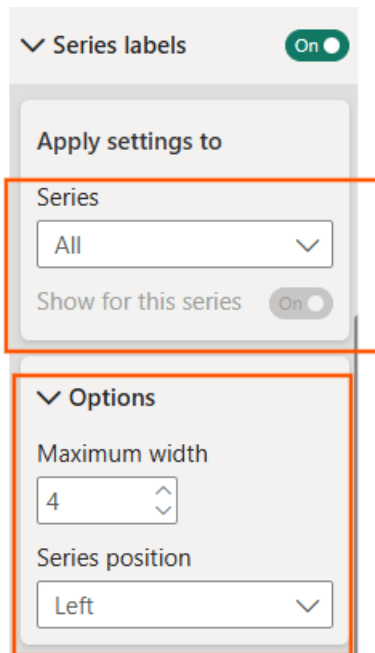 Series labels On
Apply settings to
Series
All
Show for this series On
Options
Maximum width
4
Series position
Left